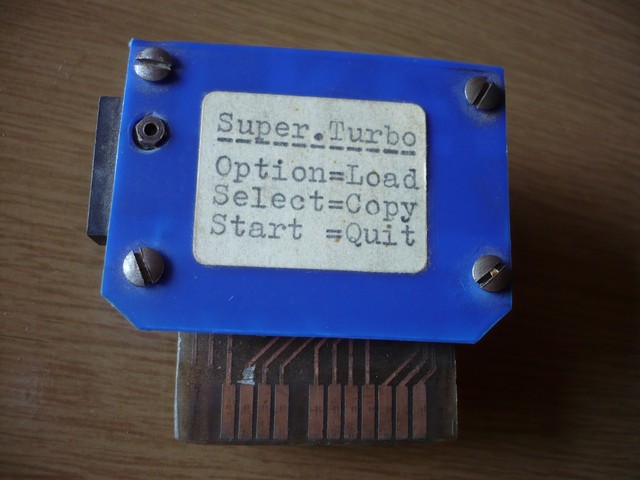 Super.Turbo
Option=Load
Select=Copy
Start =Quit